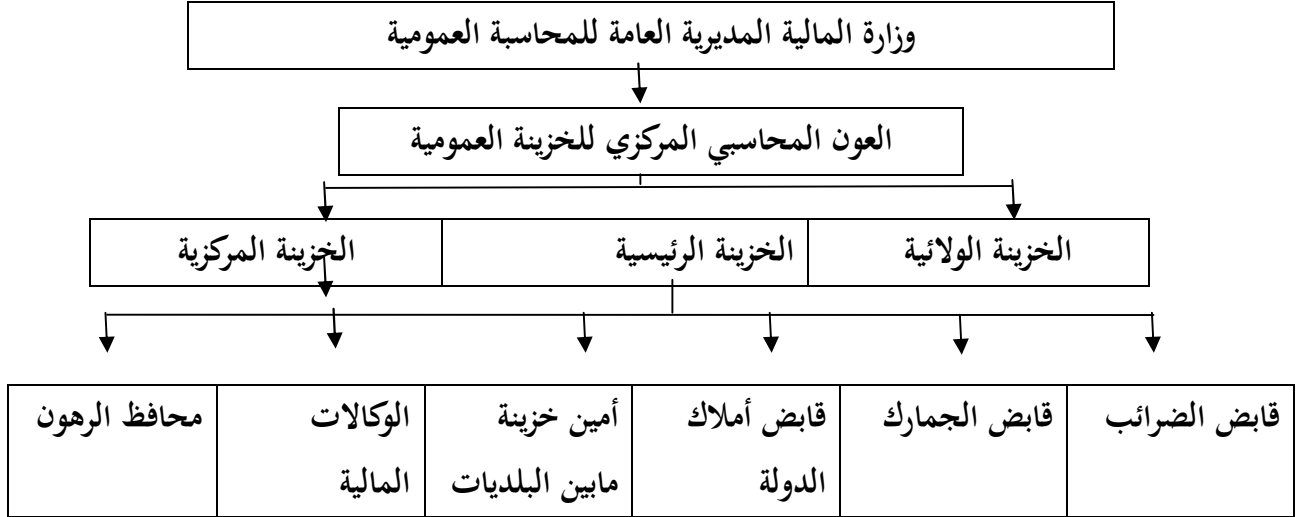 وزارة المالية المديرية العامة للمحاسبة العمومية
العون المحاسبي المركزي للخزينة العمومية
الخزينة الولائية
الخزينة الرئيسية
الخزينة المركزية
قابض الضرائب
قابض الجمارك
قابض أملاك
الدولة
أمين خزينة
مابين البلديات
الوكالات
المالية
محافظ الرهون